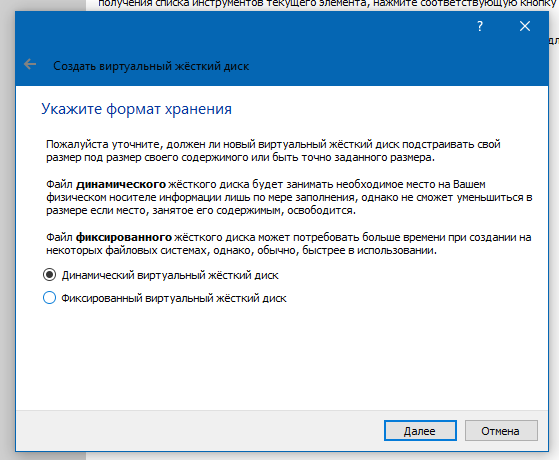 получения списка инструментов текущего элемента, нажмите соответствующую кнопку
?
Создать виртуальный жёсткий диск
Укажите формат хранения
Пожалуйста уточните, должен ли новый виртуальный жёсткий диск подстраивать свой
размер под размер своего содержимого или быть точно заданного размера.
Файл динамического жёсткого диска будет занимать необходимое место на Вашем
физическом носителе информации лишь по мере заполнения, однако не сможет уменьшиться в
размере если место, занятое его содержимым, освободится.
Файл фиксированного жёсткого диска может потребовать больше времени при создании на
некоторых файловых системах, однако, обычно, быстрее в использовании.
Динамический виртуальный жёсткий диск
Фиксированный виртуальный жёсткий диск
Далее
Отмена